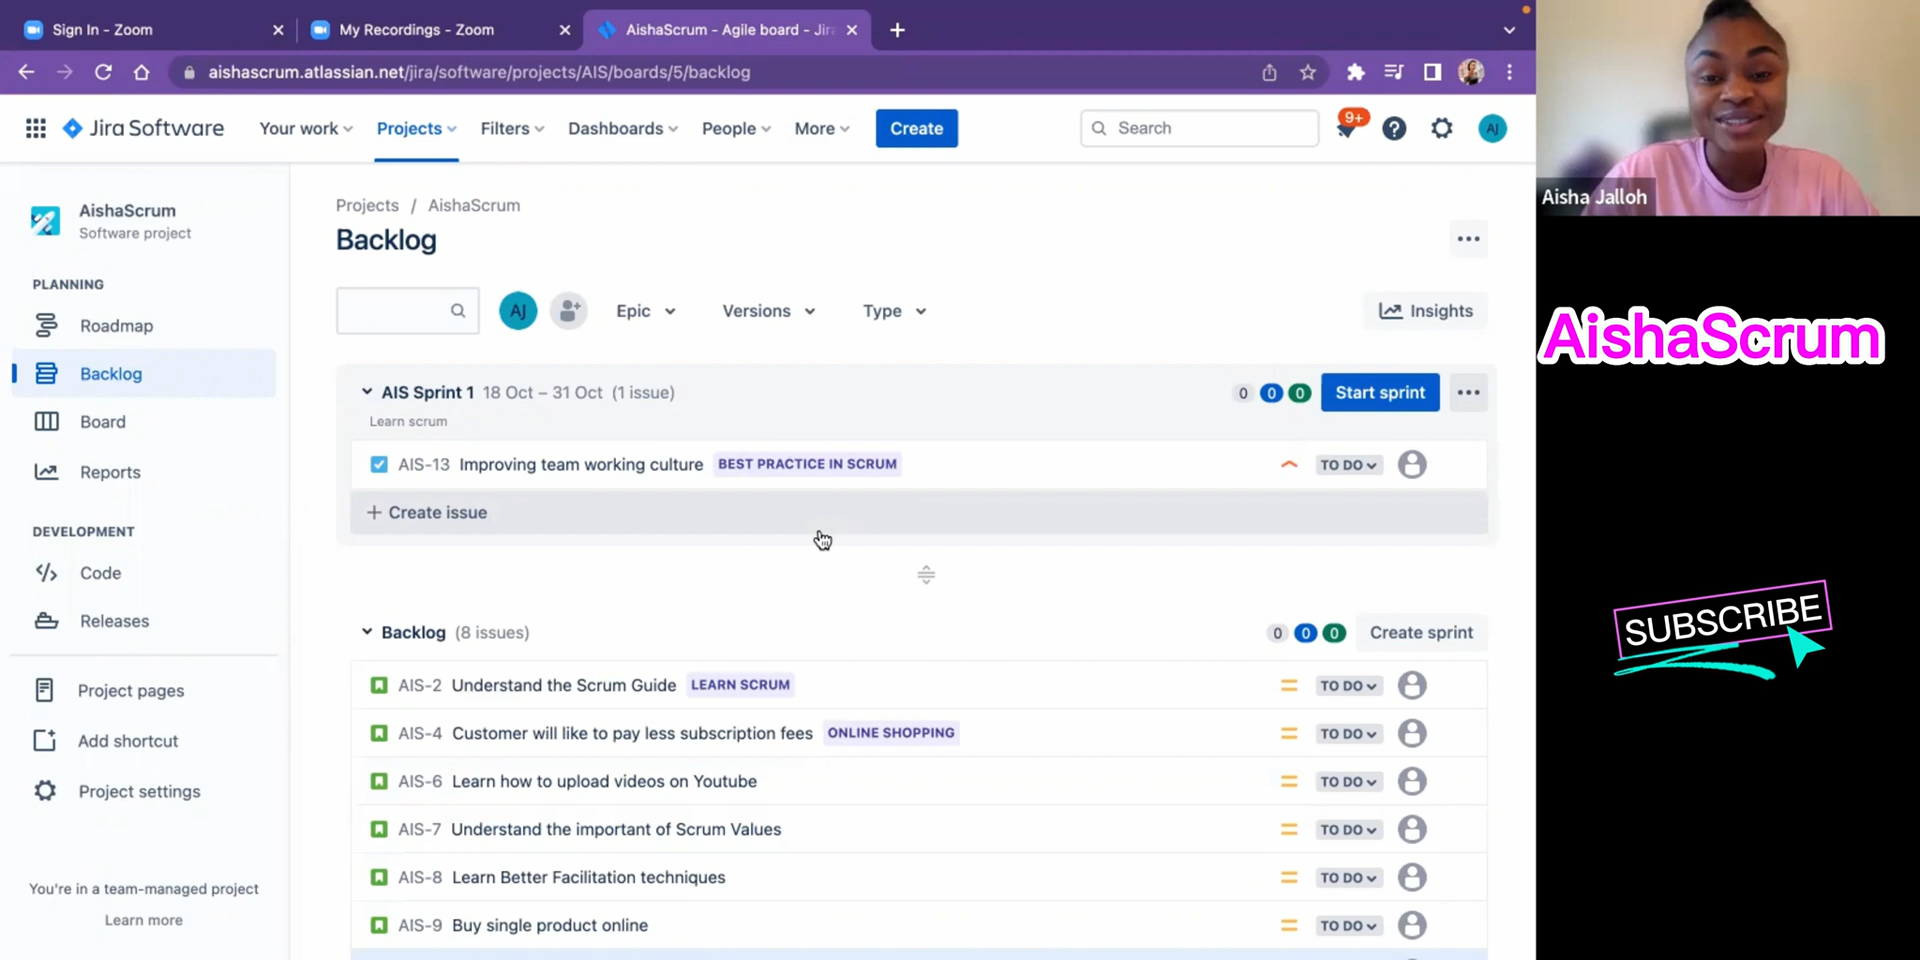 Sign In - Zoom
My Recordings - Zoom
AishaScrum - Agile board - Jira
aishascrum.atlassian.net/jira/software/projects/AIS/boards/5/backlog
Jira Software
Your work
Projects
Filters
Dashboards
People
More
Create
Search
9+
AJ
Aisha Jalloh
AishaScrum
Software project
PLANNING
Roadmap
Backlog
Board
Reports
DEVELOPMENT
Code
Releases
Project pages
Add shortcut
Project settings
You're in a team-managed project
Learn more
Projects / AishaScrum
Backlog
AJ
Epic
Versions
Type
Insights
AIS Sprint 1 18 Oct – 31 Oct (1 issue)
0 0 0
Start sprint
Learn scrum
AIS-13 Improving team working culture BEST PRACTICE IN SCRUM TO DO
+ Create issue
Backlog (8 issues)
0 0 0
Create sprint
AIS-2 Understand the Scrum Guide LEARN SCRUM TO DO
AIS-4 Customer will like to pay less subscription fees ONLINE SHOPPING TO DO
AIS-6 Learn how to upload videos on Youtube TO DO
AIS-7 Understand the important of Scrum Values TO DO
AIS-8 Learn Better Facilitation techniques TO DO
AIS-9 Buy single product online TO DO
AishaScrum
SUBSCRIBE